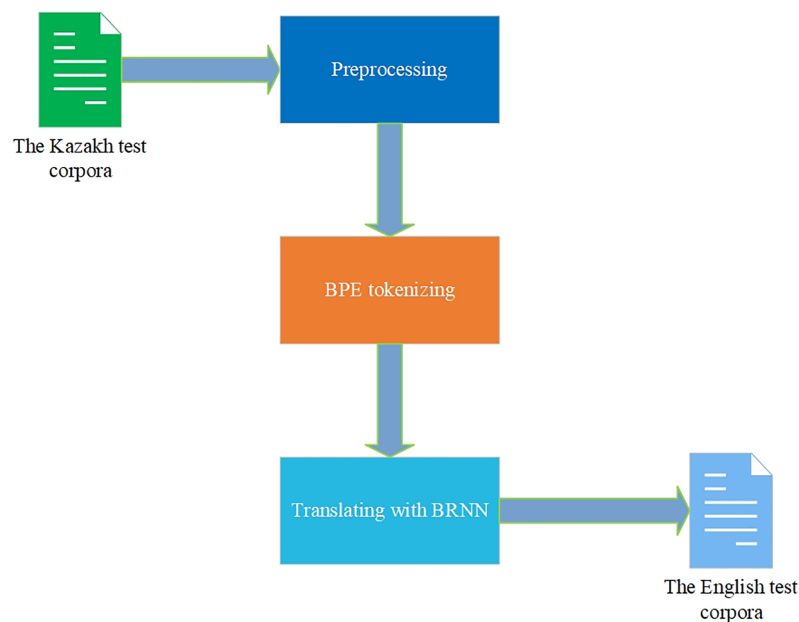 Preprocessing
The Kazakh test
corpora
BPE tokenizing
Translating with BRNN
The English test
corpora